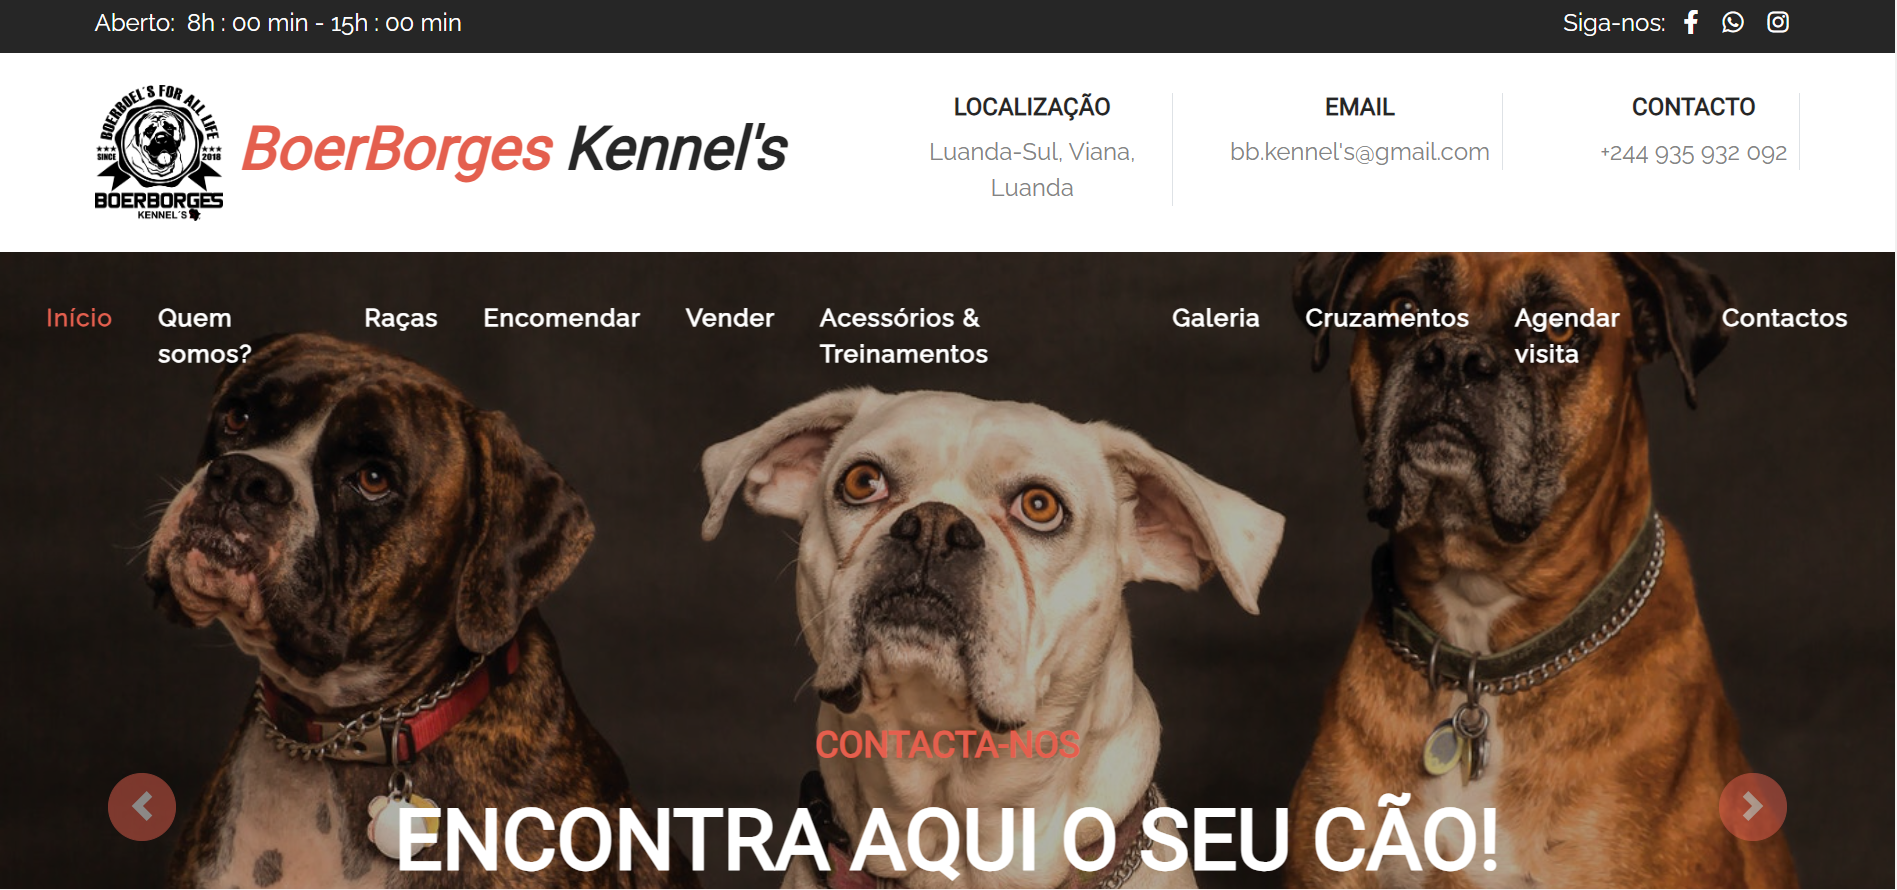 Aberto: 8h : 00 min - 15h : 00 min
Siga-nos:
BOERBOEL'S FOR ALL LIFE
SINCE 2018
BOERBORGES
KENNEL'S
BoerBorges Kennel's
LOCALIZAÇÃO
Luanda-Sul, Viana,
Luanda
EMAIL
bb.kennel's@gmail.com
CONTACTO
+244 935 932 092
Início
Quem
somos?
Raças
Encomendar
Vender
Acessórios &
Treinamentos
Galeria
Cruzamentos
Agendar
visita
Contactos
CONTACTA-NOS
ENCONTRA AQUI O SEU CÃO!